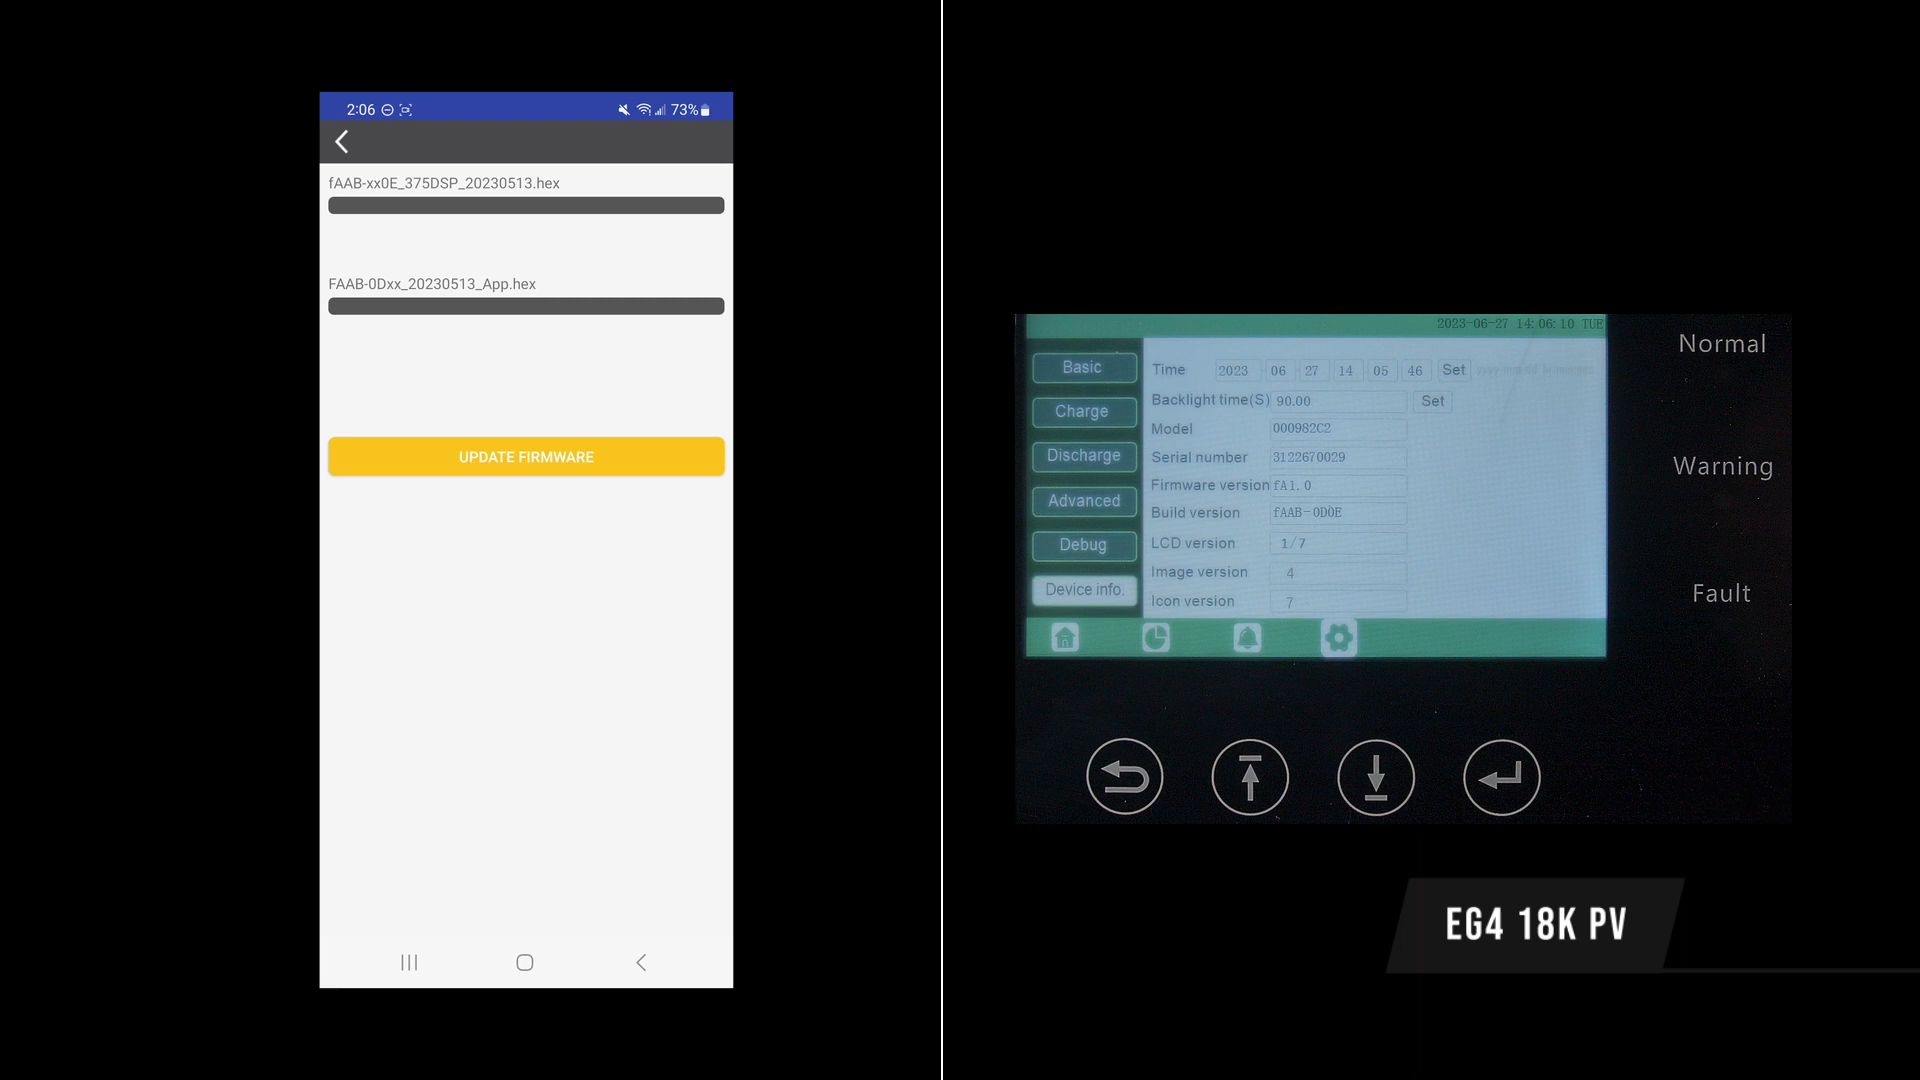 2:06
73%
fAAB-xx0E_375DSP_20230513.hex
FAAB-0Dxx_20230513_App.hex
UPDATE FIRMWARE
2023-06-27 14:06:10 TUE
Basic
Charge
Discharge
Advanced
Debug
Device info.
Time 2023 06 27 14 05 46 Set
Backlight time(S) 90.00 Set
Model 000982C2
Serial number 3122670029
Firmware version fA1.0
Build version fAAB-0D0E
LCD version 1/7
Image version 4
Icon version 7
Normal
Warning
Fault
EG4 18K PV